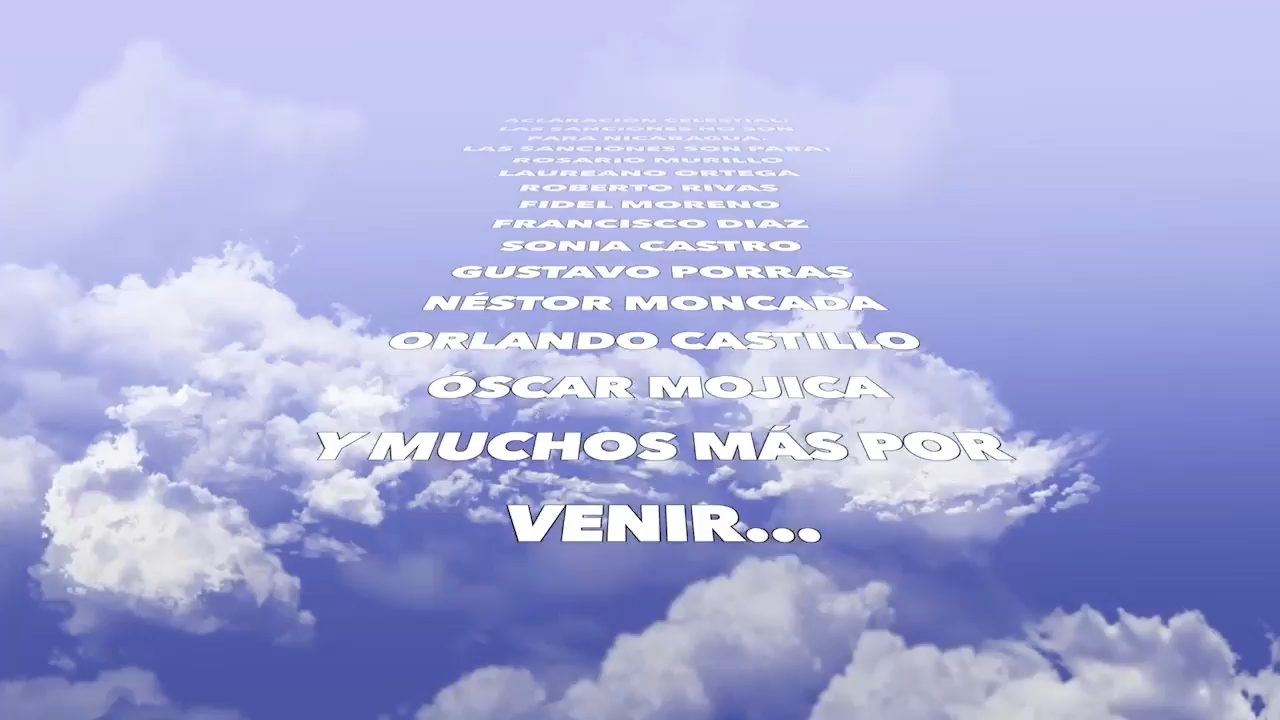 ACLARACIÓN CELESTIAL:
LAS SANCIONES NO SON
PARA NICARAGUA.
LAS SANCIONES SON PARA:
ROSARIO MURILLO
LAUREANO ORTEGA
ROBERTO RIVAS
FIDEL MORENO
FRANCISCO DIAZ
SONIA CASTRO
GUSTAVO PORRAS
NÉSTOR MONCADA
ORLANDO CASTILLO
ÓSCAR MOJICA
Y MUCHOS MÁS POR
VENIR...